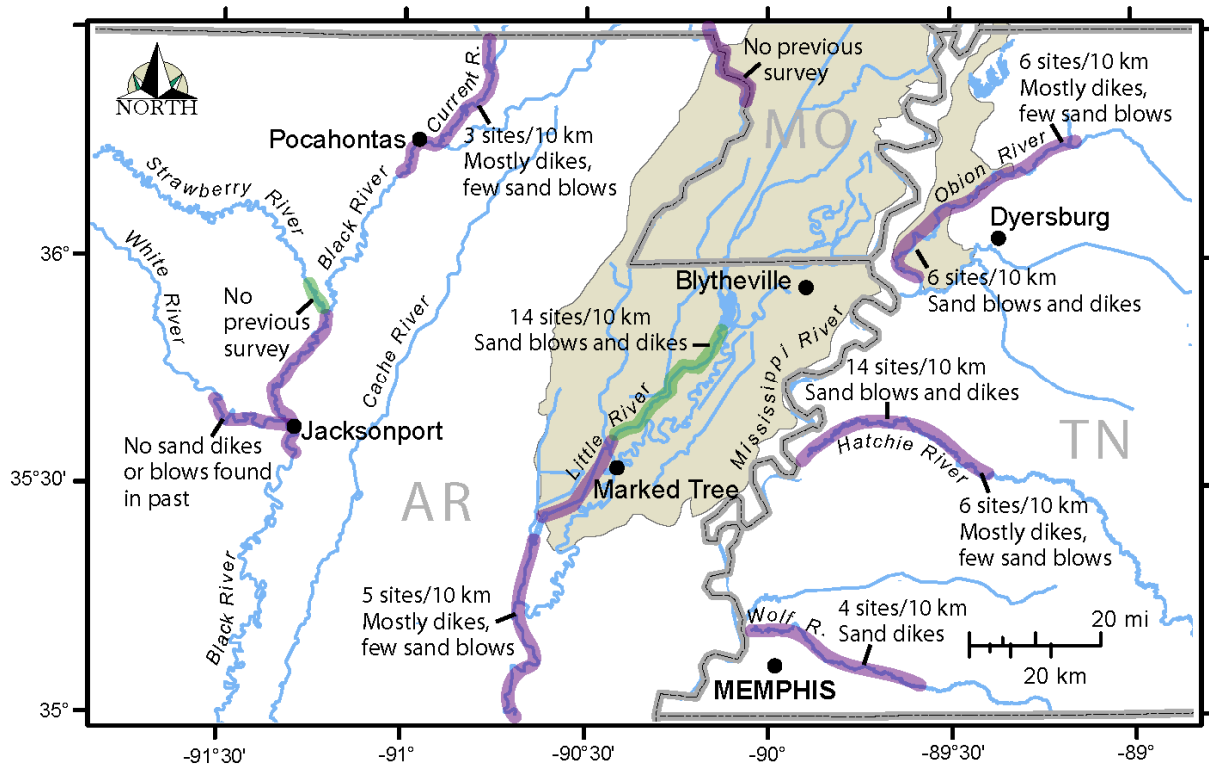 NORTH
Pocahontas
Current R.
3 sites/10 km
Mostly dikes,
few sand blows
No previous
survey
MO
6 sites/10 km
Mostly dikes,
few sand blows
Obion River
Dyersburg
6 sites/10 km
Sand blows and dikes
Strawberry River
Black River
White River
No
previous
survey
Cache River
36°
Blytheville
14 sites/10 km
Sand blows and dikes
Mississippi River
14 sites/10 km
Sand blows and dikes
Hatchie River
TN
Little River
Jacksonport
No sand dikes
or blows found
in past
35°30'
Marked Tree
AR
6 sites/10 km
Mostly dikes,
few sand blows
5 sites/10 km
Mostly dikes,
few sand blows
Black River
Wolf R.
4 sites/10 km
Sand dikes
20 mi
20 km
MEMPHIS
35°
-91°30'
-91°
-90°30'
-90°
-89°30'
-89°